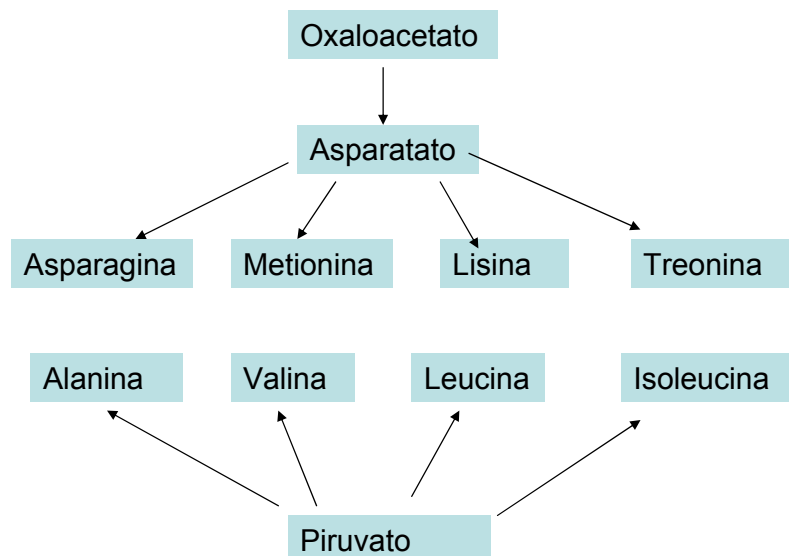 Oxaloacetato
Asparatato
Asparagina
Metionina
Lisina
Treonina
Alanina
Valina
Leucina
Isoleucina
Piruvato